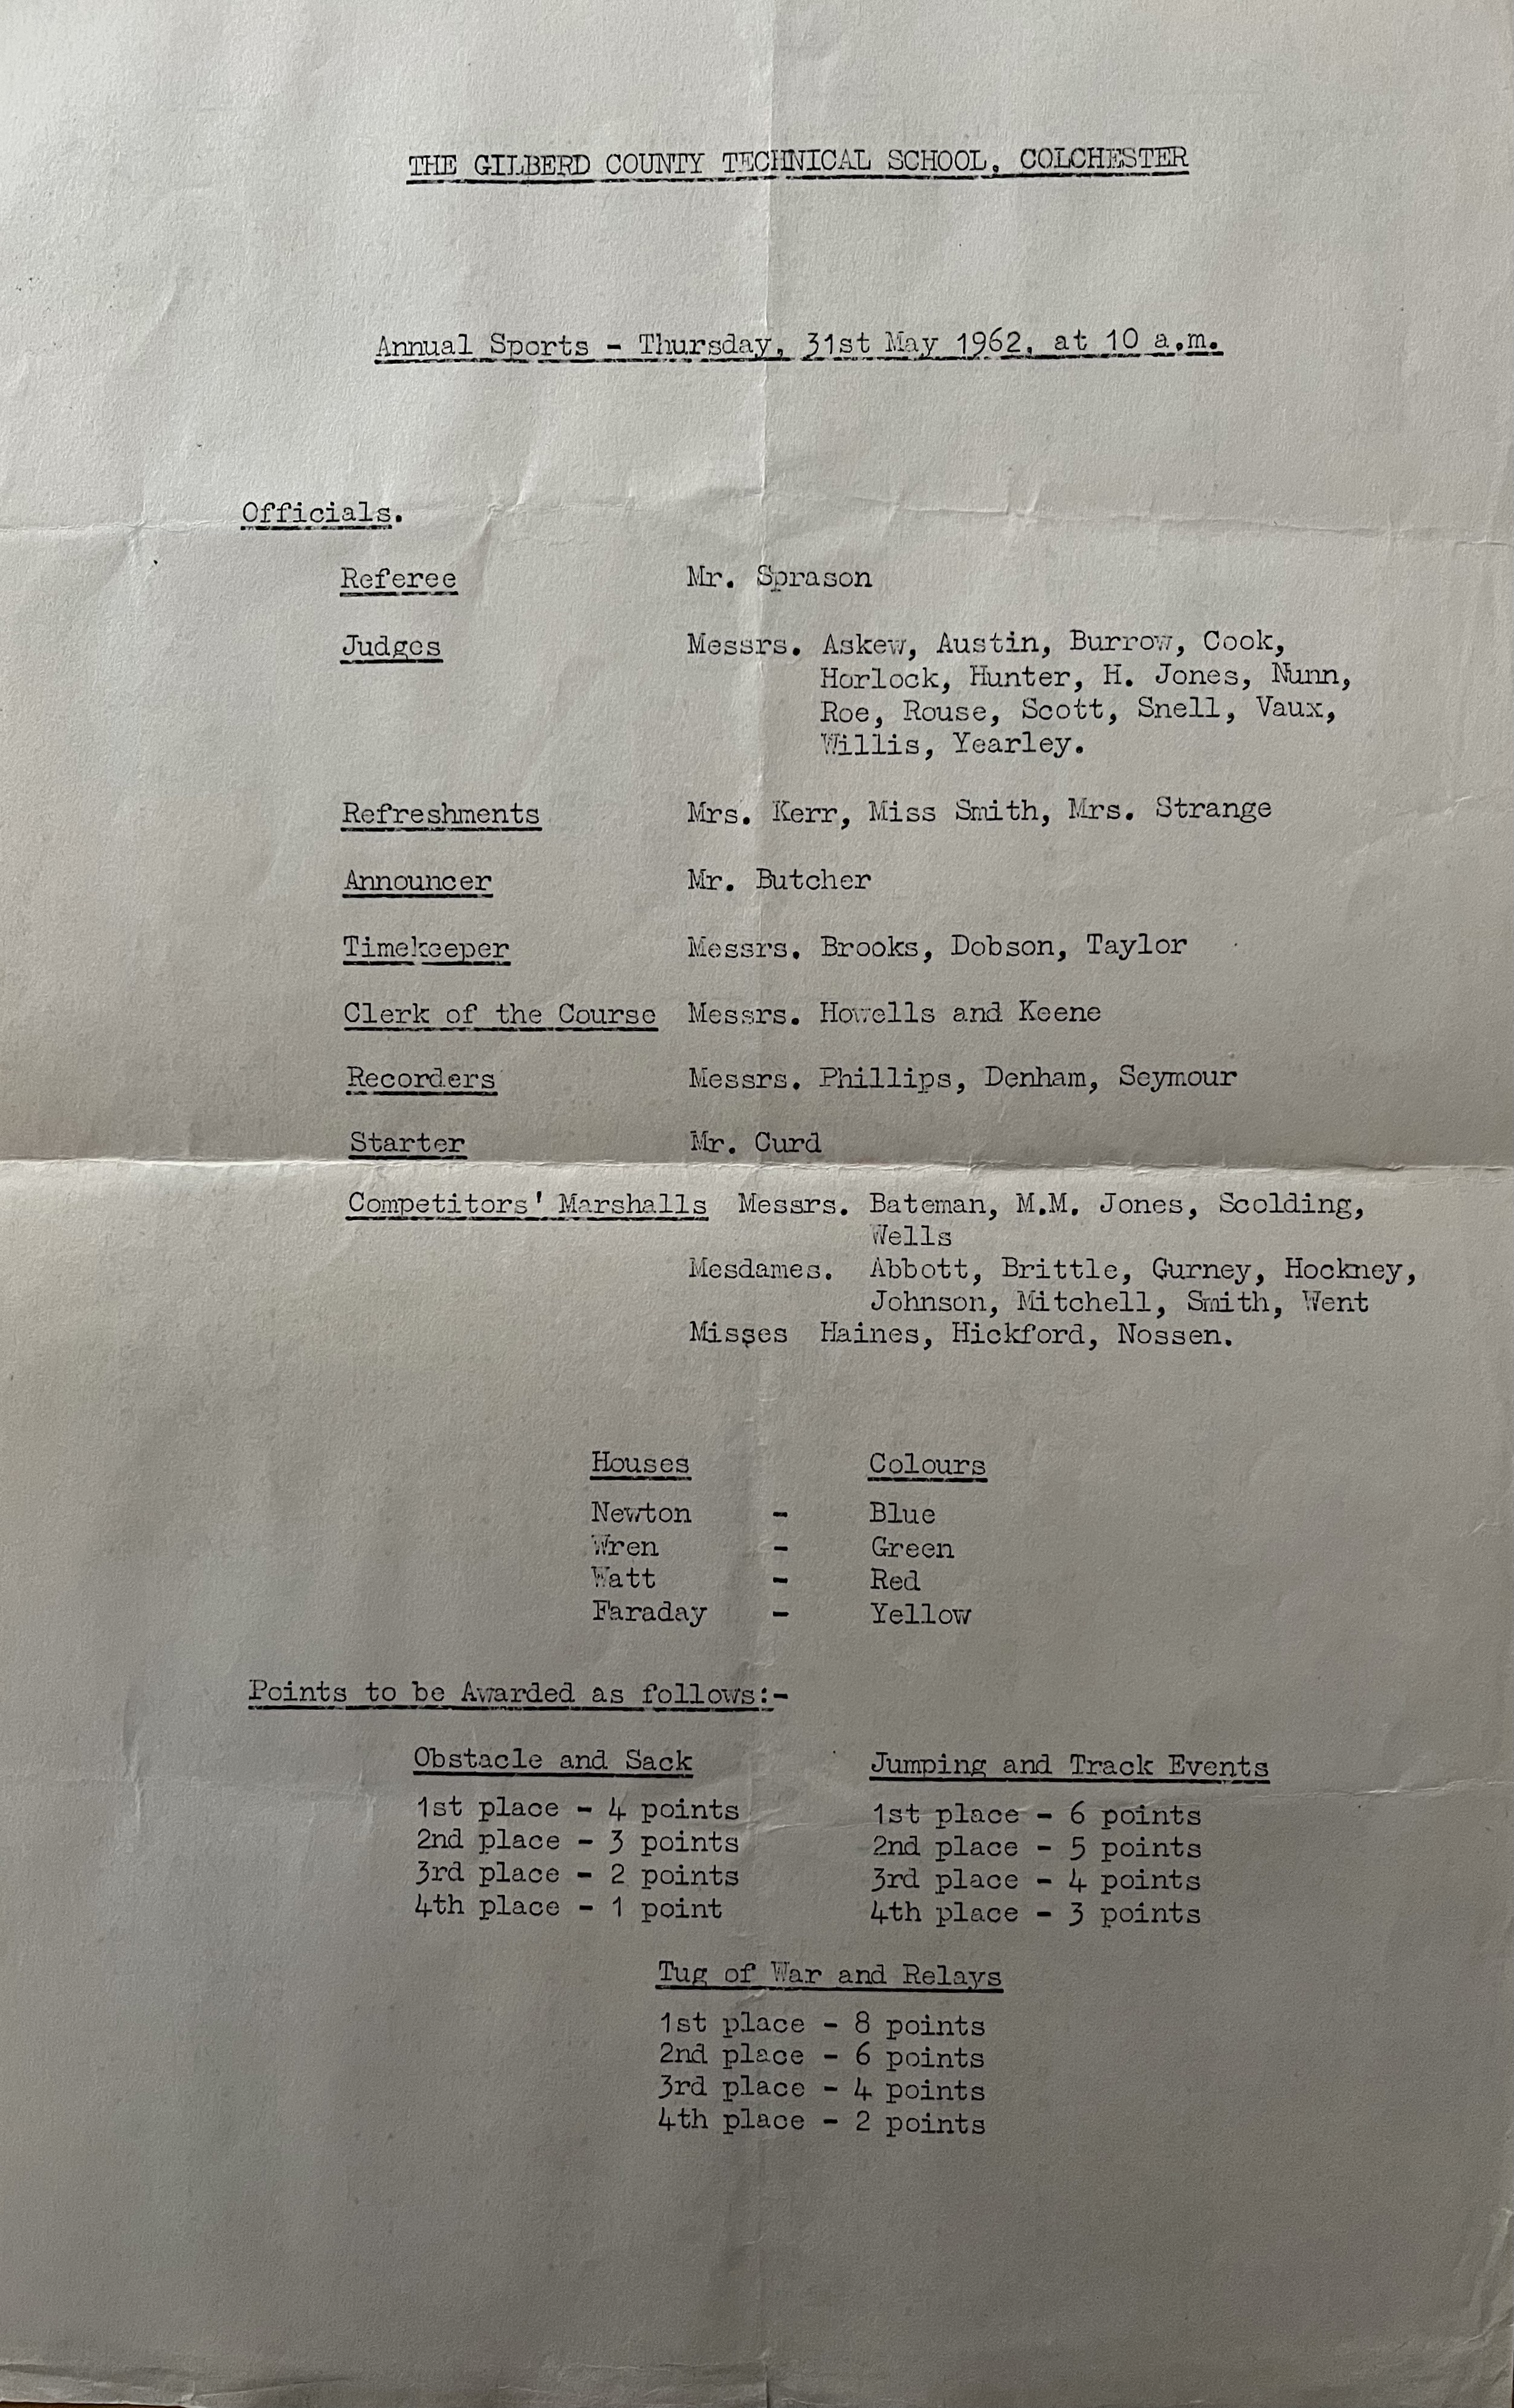 THE GILBERD COUNTY TECHNICAL SCHOOL, COLCHESTER
Annual Sports - Thursday, 31st May 1962, at 10 a.m.
Officials.
Referee Mr. Sprason
Judges Messrs. Askew, Austin, Burrow, Cook,
Horlock, Hunter, H. Jones, Nunn,
Roe, Rouse, Scott, Snell, Vaux,
Willis, Yearley.
Refreshments Mrs. Kerr, Miss Smith, Mrs. Strange
Announcer Mr. Butcher
Timekeeper Messrs. Brooks, Dobson, Taylor
Clerk of the Course Messrs. Howells and Keene
Recorders Messrs. Phillips, Denham, Seymour
Starter Mr. Curd
Competitors' Marshalls Messrs. Bateman, M.M. Jones, Scolding,
Wells
Mesdames. Abbott, Brittle, Gurney, Hockney,
Johnson, Mitchell, Smith, Went
Misses Haines, Hickford, Nossen.
Houses Colours
Newton - Blue
Wren - Green
Watt - Red
Faraday - Yellow
Points to be Awarded as follows:-
Obstacle and Sack
1st place - 4 points
2nd place - 3 points
3rd place - 2 points
4th place - 1 point
Jumping and Track Events
1st place - 6 points
2nd place - 5 points
3rd place - 4 points
4th place - 3 points
Tug of War and Relays
1st place - 8 points
2nd place - 6 points
3rd place - 4 points
4th place - 2 points